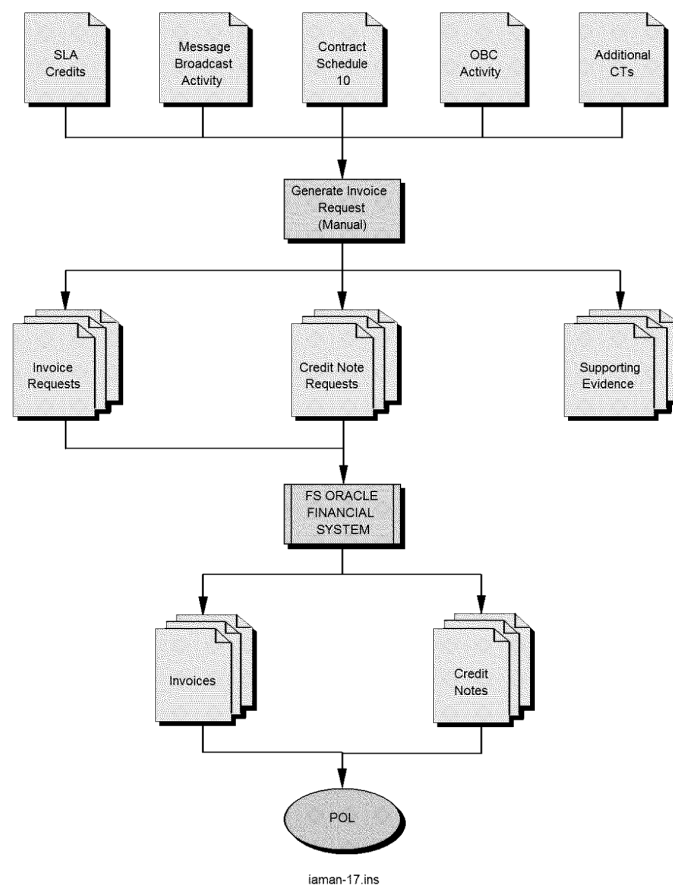 SLA
Credits
Message
Broadcast
Activity
Contract
Schedule
10
OBC
Activity
Additional
CTs
Generate Invoice
Request
(Manual)
Invoice
Requests
Credit Note
Requests
Supporting
Evidence
FS ORACLE
FINANCIAL
SYSTEM
Invoices
Credit
Notes
POL
iaman-17.ins